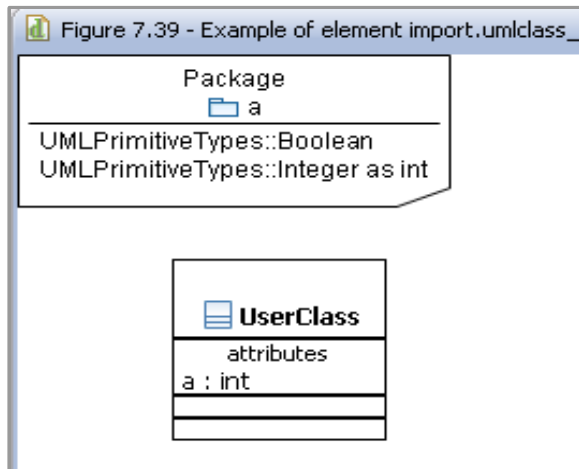 Figure 7.39 - Example of element import.umlclass_
Package
a
UMLPrimitiveTypes::Boolean
UMLPrimitiveTypes::Integer as int
UserClass
attributes
a : int